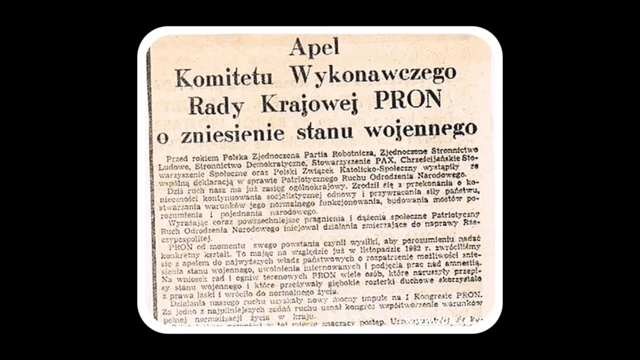 Apel
Komitetu Wykonawczego
Rady Krajowej PRON
o zniesienie stanu wojennego
Przed rokiem Polska Zjednoczona Partia Robotnicza, Zjednoczone Stronnictwo
Ludowe, Stronnictwo Demokratyczne, Stowarzyszenie PAX, Chrześcijańskie Sto-
warzyszenie Społeczne oraz Polski Związek Katolicko-Społeczny wystąpiły ze
wspólną deklaracją w sprawie Patriotycznego Ruchu Odrodzenia Narodowego.
Dziś ruch nasz ma już zasięg ogólnokrajowy. Zrodził się z przekonania o ko-
nieczności kontynuowania socjalistycznej odnowy i przywracania siły państwu,
stwarzania warunków normalnego funkcjonowania, budowania mostów po-
rozumienia i pojednania narodowego.
Wyrażając coraz powszechniejsze pragnienia i dążenia społeczne Patriotyczny
Ruch Odrodzenia Narodowego inicjował działania zmierzające do naprawy Rze-
czypospolitej.
PRON od momentu swego powstania czynił wysiłki, aby porozumieniu nadać
konkretny kształt. To mając na względzie już w listopadzie 1982 r. zwróciliśmy
się z apelem do najwyższych władz państwowych o rozpatrzenie możliwości znie-
sienia stanu wojennego, uwolnienia internowanych i podjęcia prac nad amnestią.
Na wniosek rad i ogniw terenowych PRON wiele osób, które naruszyły przepi-
sy stanu wojennego i które przeżywały głębokie rozterki duchowe skorzystało
z prawa łaski i wróciło do normalnego życia.
Działania naszego ruchu uzyskały nowy mocny impuls na I Kongresie PRON.
Za jedno z najpilniejszych zadań ruchu uznał kongres współtworzenie warunków
pełnej normalizacji życia w kraju.